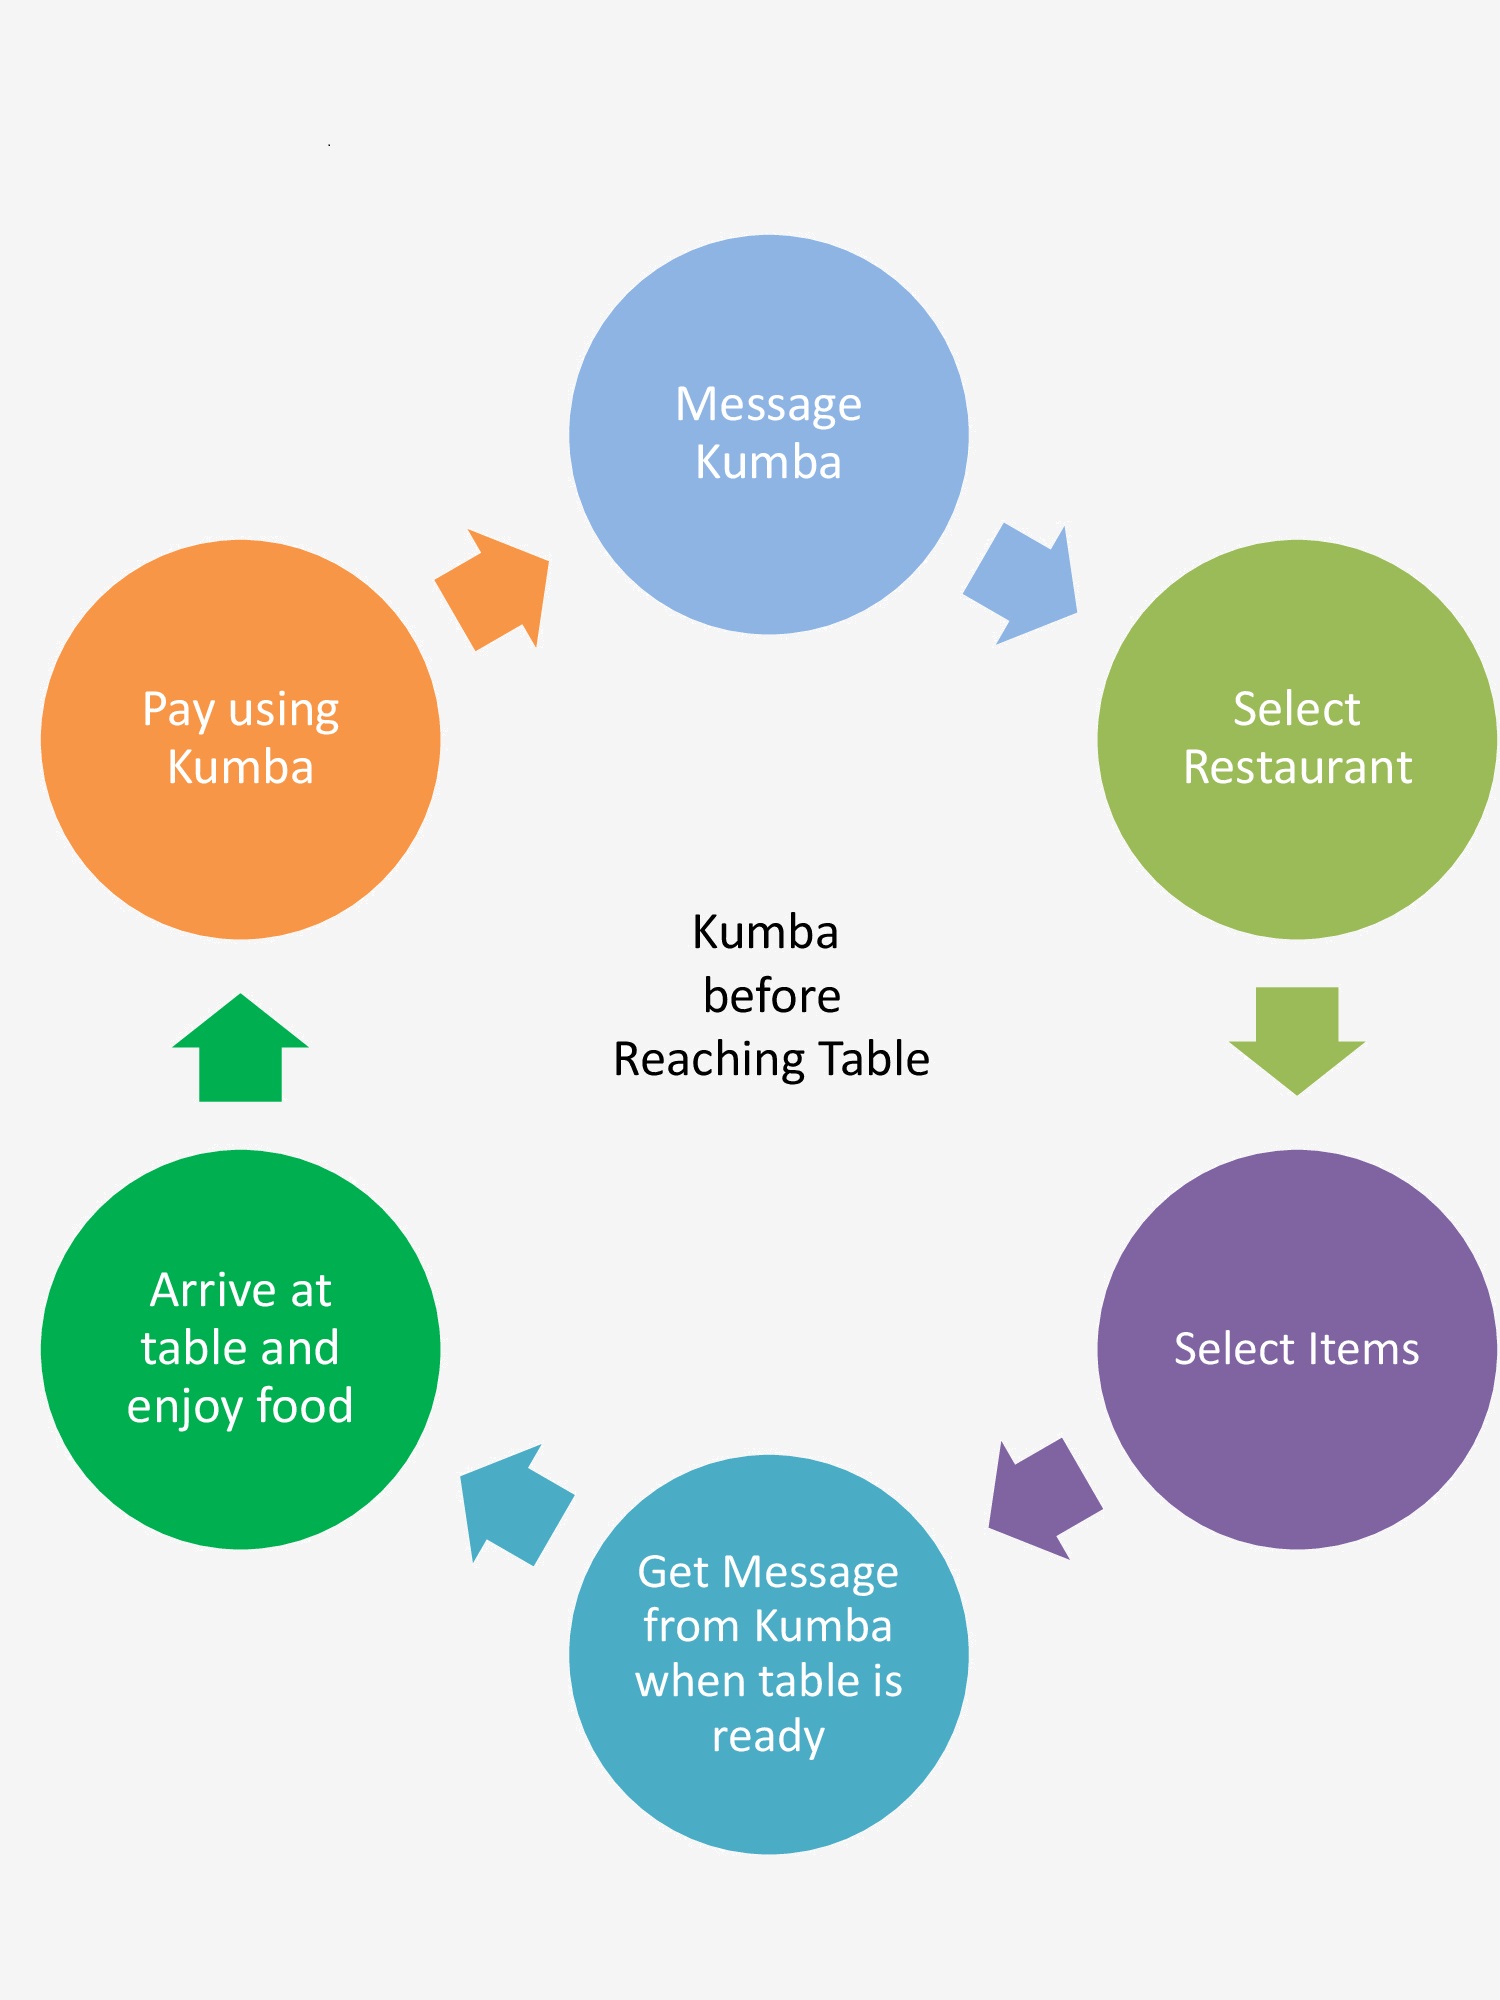 Message
Kumba
Select
Restaurant
Select Items
Get Message
from Kumba
when table is
ready
Arrive at
table and
enjoy food
Pay using
Kumba
Kumba
before
Reaching Table